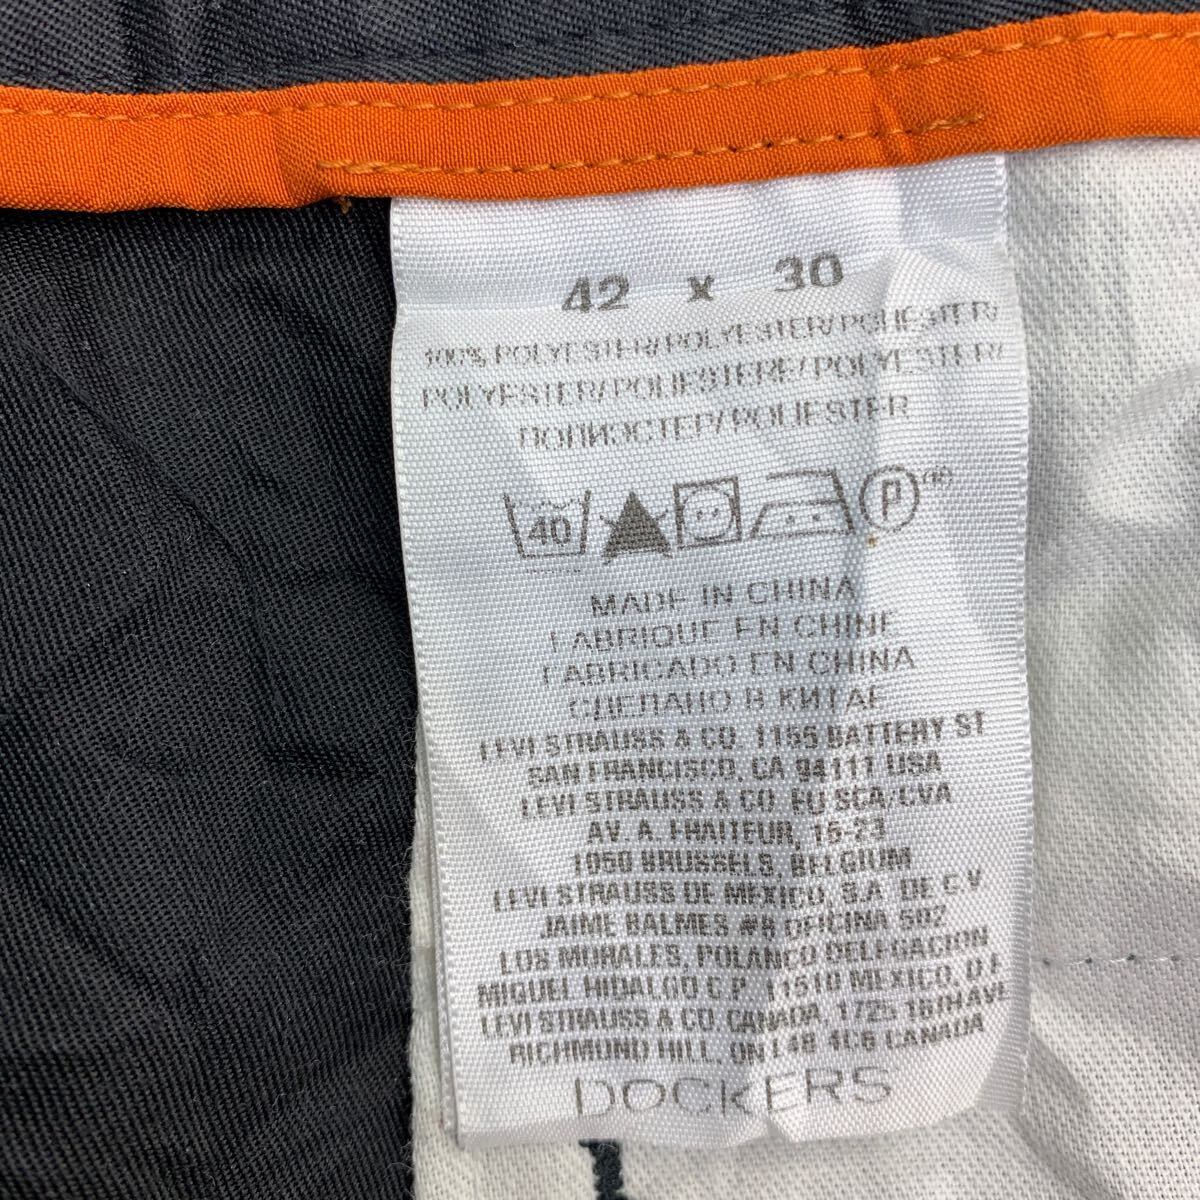 42 x 30
100% POLYESTER/POLYESTER/POLIESTER/
POLYESTER/POLIESTERE/POLYESTER/
ПОЛИЭСТЕР/POLIESTER
40 P
MADE IN CHINA
FABRIQUE EN CHINE
FABRICADO EN CHINA
СДЕЛАНО В КИТАЕ
LEVI STRAUSS & CO. 1155 BATTERY ST
SAN FRANCISCO, CA 94111 USA
LEVI STRAUSS & CO. EU SCA/CVA
AV. A. FRAITEUR, 15-23
1050 BRUSSELS, BELGIUM
LEVI STRAUSS DE MEXICO, S.A. DE C.V
JAIME BALMES #8 OFICINA 502
LOS MORALES, POLANCO DELEGACION
MIGUEL HIDALGO C.P. 11510 MEXICO, D.F
LEVI STRAUSS & CO. CANADA, 1725 16THAVE
RICHMOND HILL, ON L4B 4C6 CANADA
DOCKERS